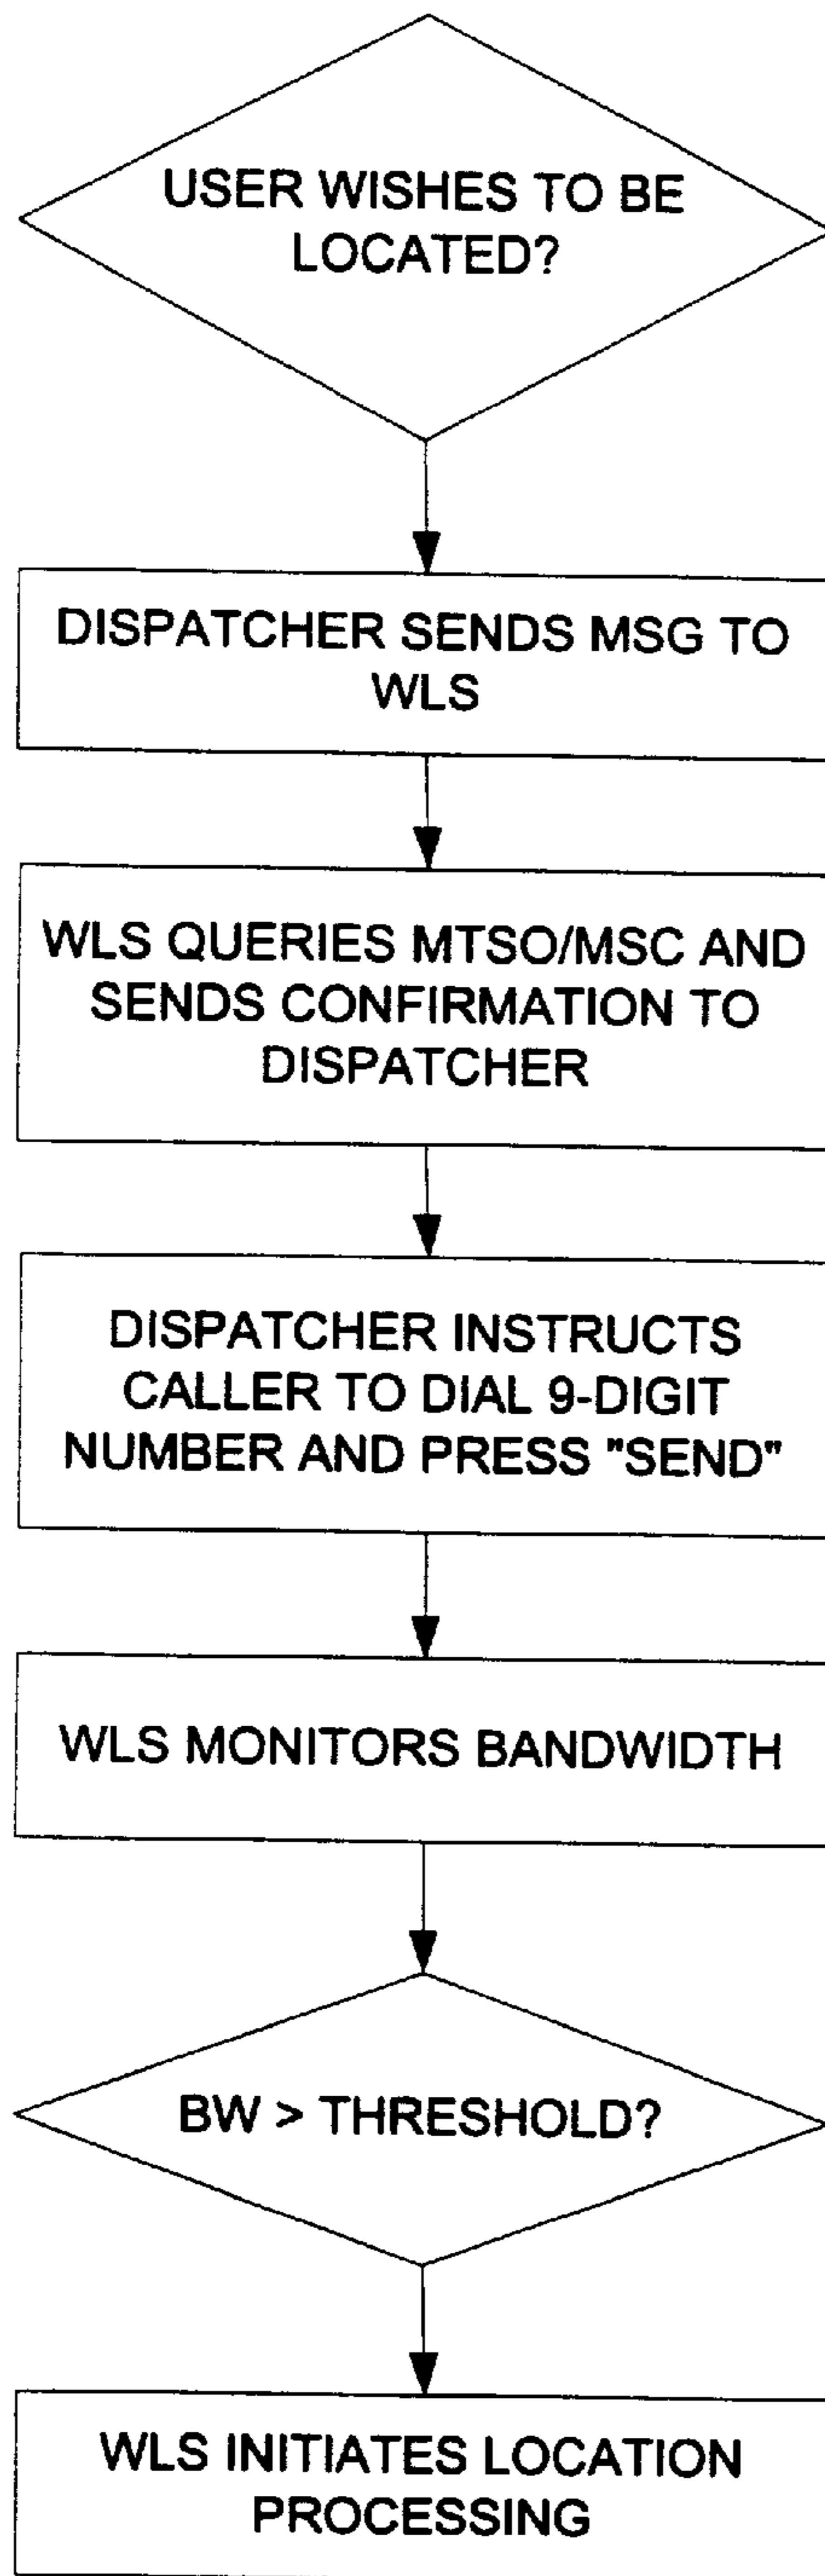 USER WISHES TO BE
LOCATED?
DISPATCHER SENDS MSG TO
WLS
WLS QUERIES MTSO/MSC AND
SENDS CONFIRMATION TO
DISPATCHER
DISPATCHER INSTRUCTS
CALLER TO DIAL 9-DIGIT
NUMBER AND PRESS "SEND"
WLS MONITORS BANDWIDTH
BW > THRESHOLD?
WLS INITIATES LOCATION
PROCESSING